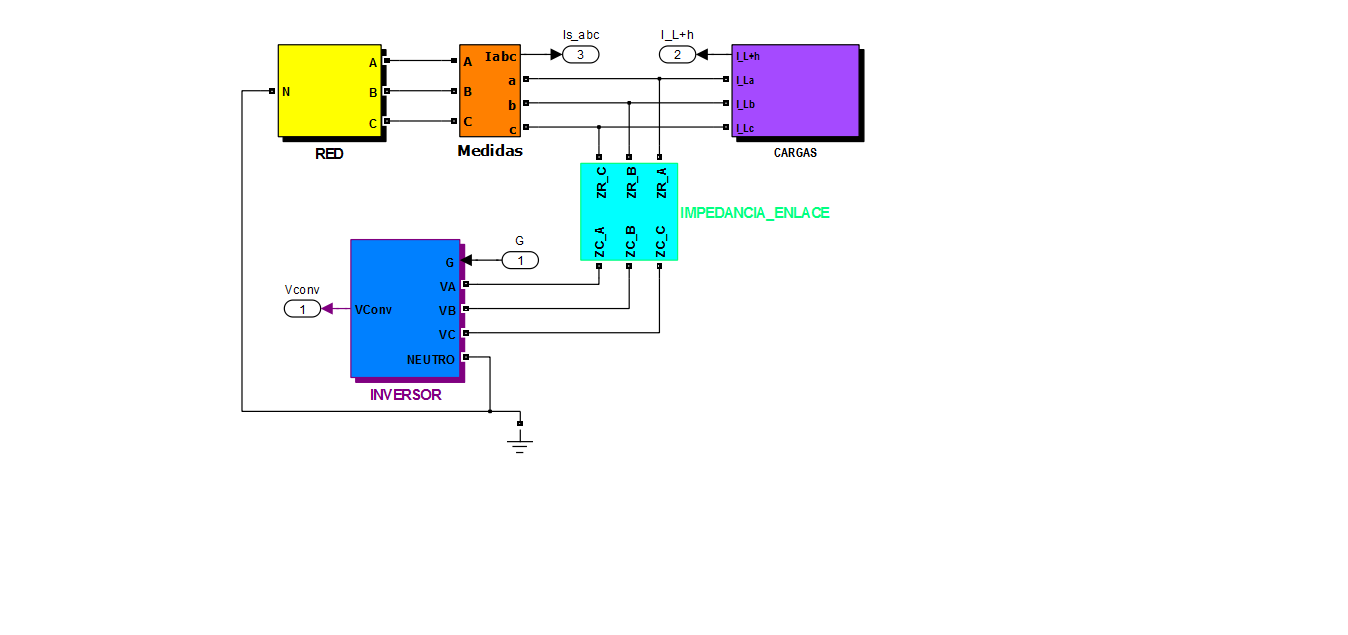 Is_abc
3
I_L+h
2
A
B
C
N
RED
A
B
C
Iabc
a
b
c
Medidas
I_L+h
I_La
I_Lb
I_Lc
CARGAS
ZR_C
ZR_B
ZR_A
ZC_A
ZC_B
ZC_C
IMPEDANCIA_ENLACE
G
1
Vconv
1
G
VA
VConv
VB
VC
NEUTRO
INVERSOR